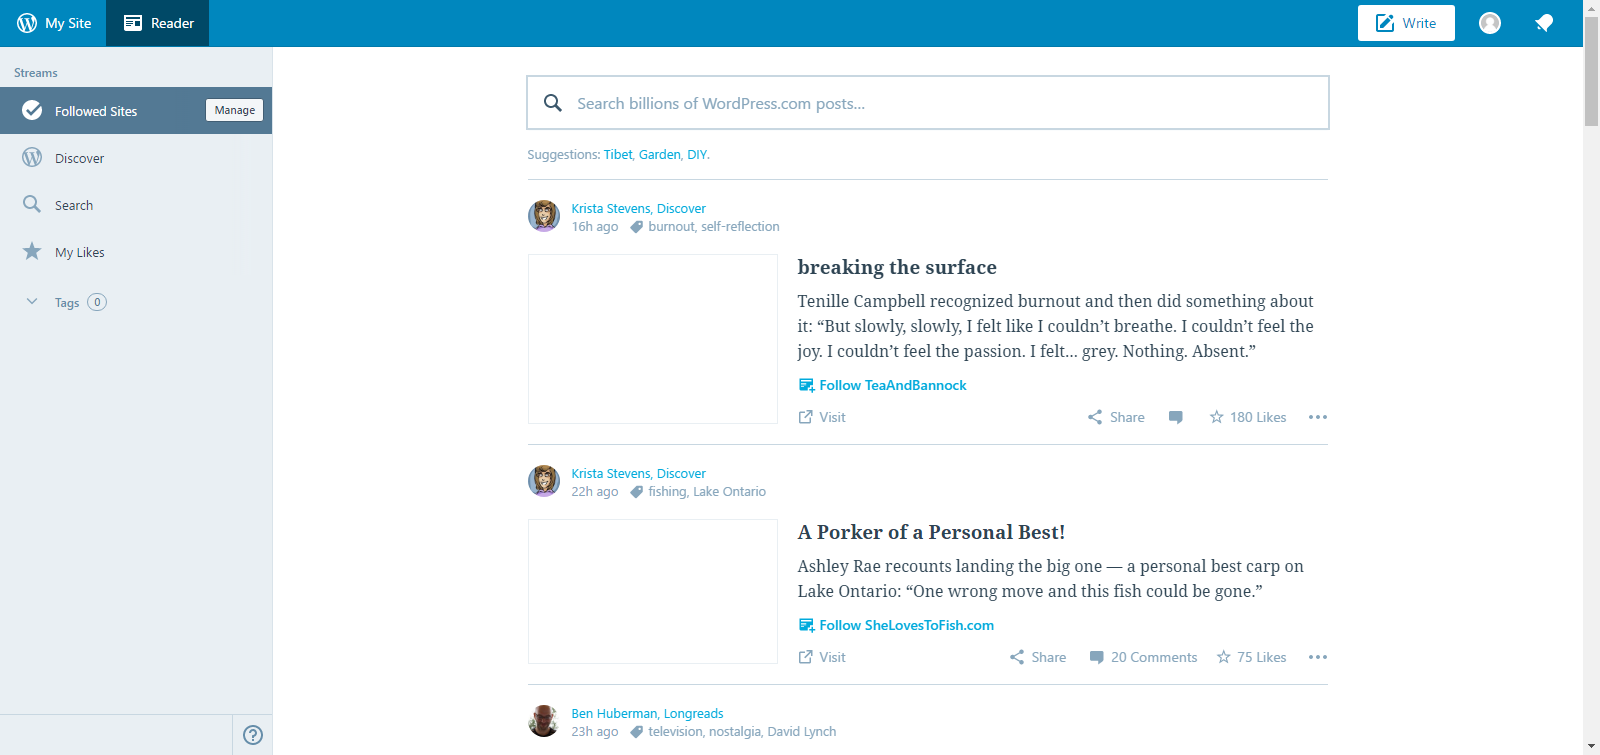 My Site
Reader
Write
Streams
Followed Sites
Manage
Discover
Search
My Likes
Tags 0
Search billions of WordPress.com posts...
Suggestions: Tibet, Garden, DIY.
Krista Stevens, Discover
16h ago burnout, self-reflection
breaking the surface
Tenille Campbell recognized burnout and then did something about
it: “But slowly, slowly, I felt like I couldn’t breathe. I couldn’t feel the
joy. I couldn’t feel the passion. I felt... grey. Nothing. Absent.”
Follow TeaAndBannock
Visit Share 180 Likes
Krista Stevens, Discover
22h ago fishing, Lake Ontario
A Porker of a Personal Best!
Ashley Rae recounts landing the big one — a personal best carp on
Lake Ontario: “One wrong move and this fish could be gone.”
Follow SheLovesToFish.com
Visit Share 20 Comments 75 Likes
Ben Huberman, Longreads
23h ago television, nostalgia, David Lynch